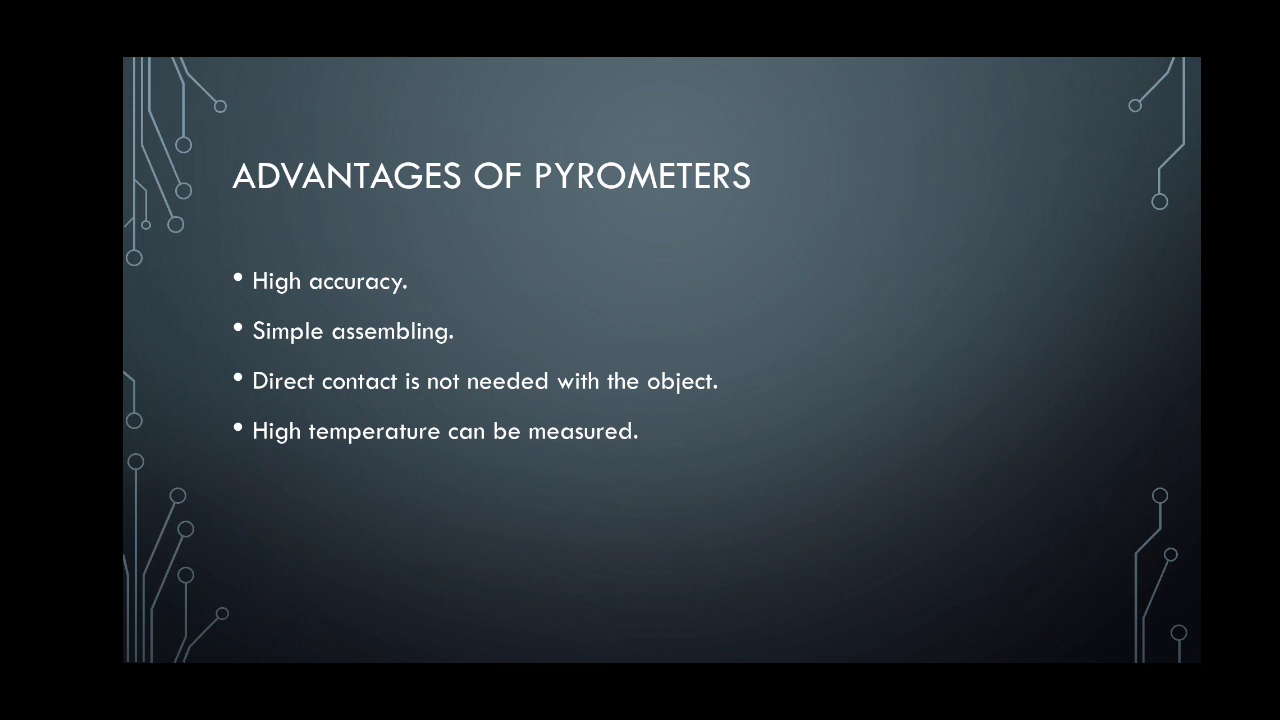 ADVANTAGES OF PYROMETERS
• High accuracy.
• Simple assembling.
• Direct contact is not needed with the object.
• High temperature can be measured.